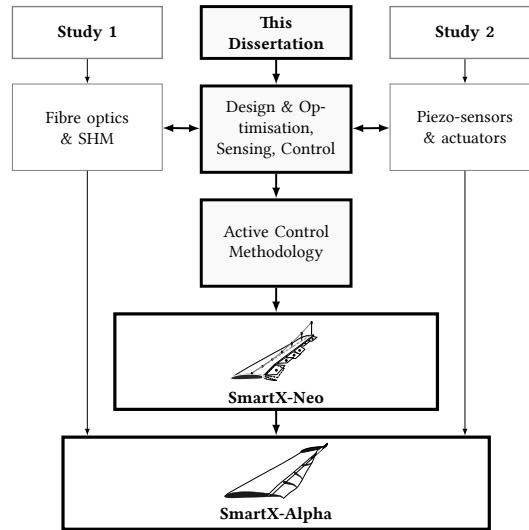 Study 1
This
Dissertation
Study 2
Fibre optics
& SHM
Design & Op-
timisation,
Sensing, Control
Piezo-sensors
& actuators
Active Control
Methodology
SmartX-Neo
SmartX-Alpha